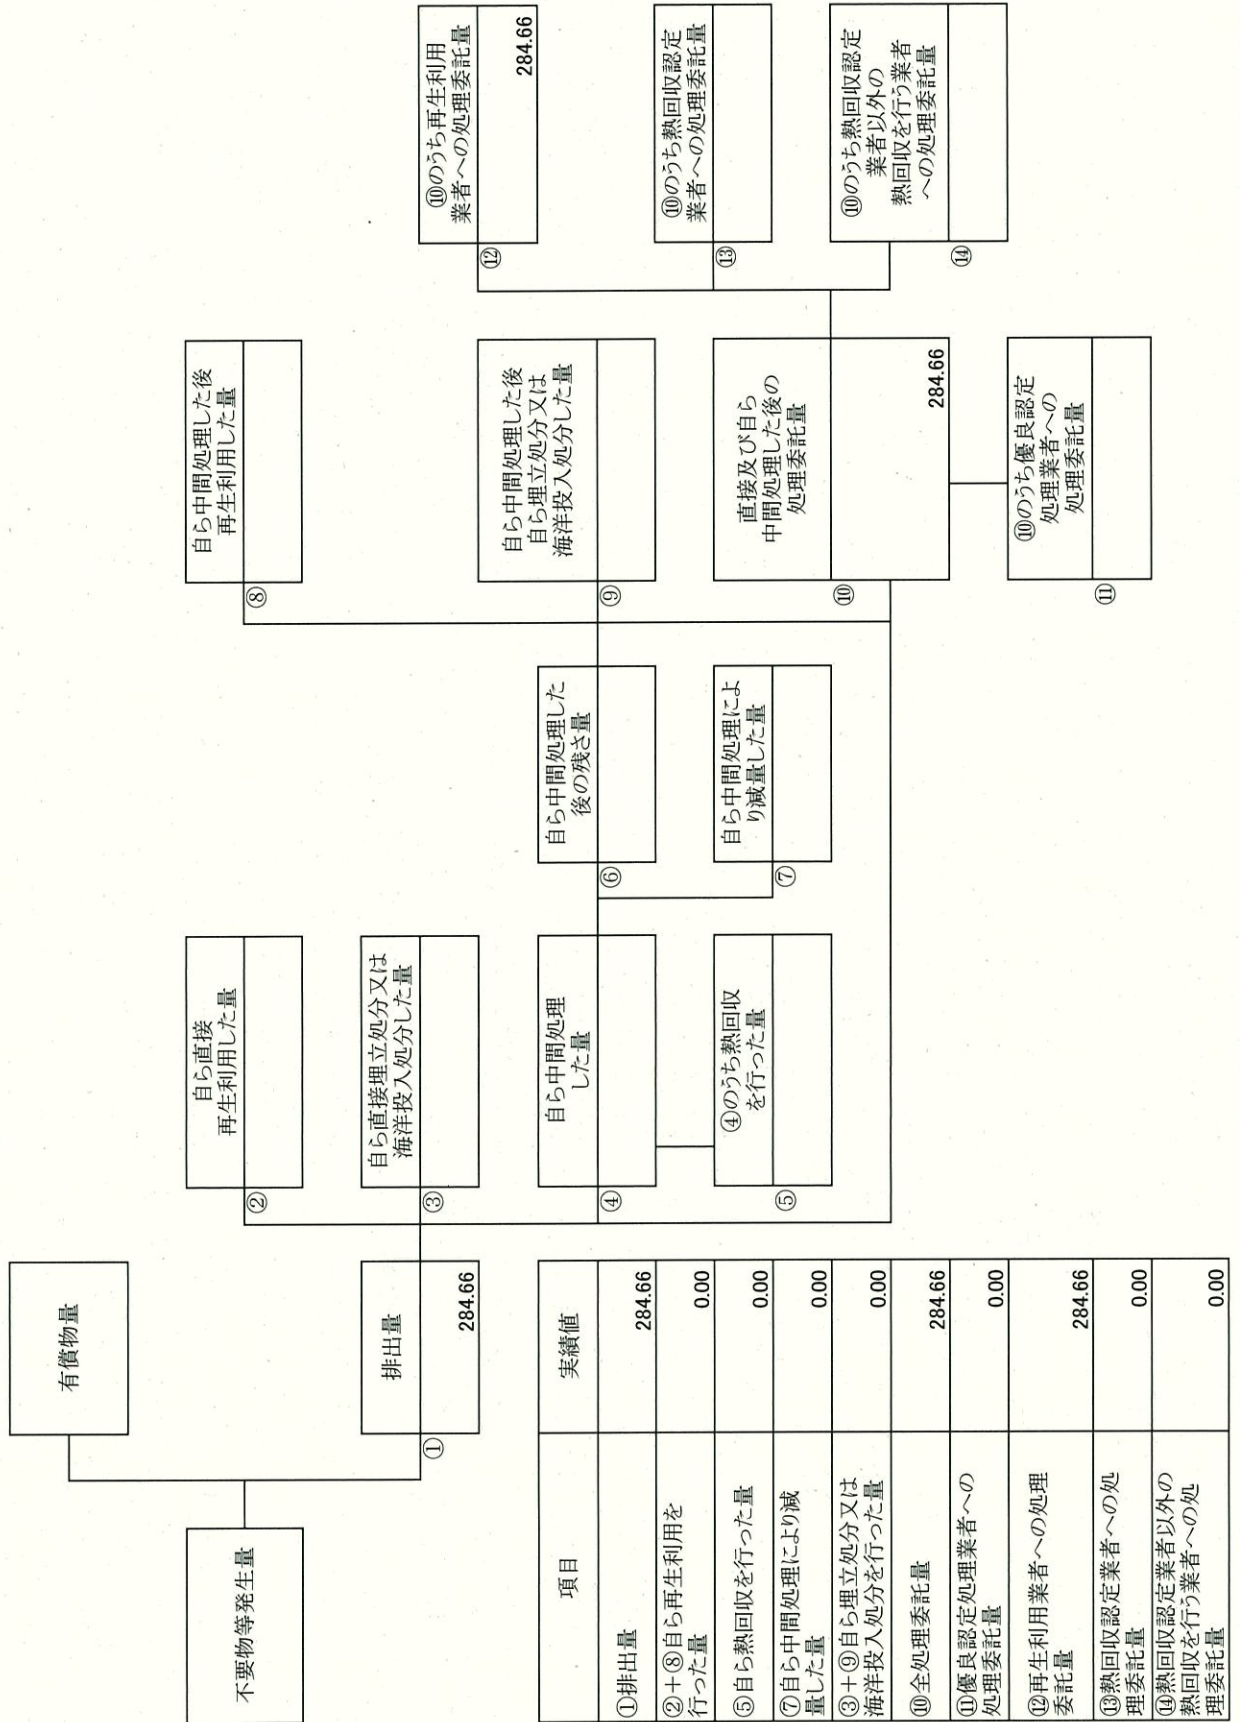 有償物量
不要物等発生量
①
排出量
284.66
②
自ら直接
再生利用した量
③
自ら直接埋立処分又は
海洋投入処分した量
④
自ら中間処理
した量
⑤
④のうち熱回収
を行った量
⑥
自ら中間処理した
後の残さ量
⑦
自ら中間処理によ
り減量した量
⑧
自ら中間処理した後
再生利用した量
⑨
自ら中間処理した後
自ら埋立処分又は
海洋投入処分した量
⑩
直接及び自ら
中間処理した後の
処理委託量
284.66
⑪
⑩のうち優良認定
処理業者への
処理委託量
⑫
⑩のうち再生利用
業者への処理委託量
284.66
⑬
⑩のうち熱回収認定
業者への処理委託量
⑭
⑩のうち熱回収認定
業者以外の
熱回収を行う業者
への処理委託量
項目 実績値
①排出量 284.66
②+⑧自ら再生利用を
行った量 0.00
⑤自ら熱回収を行った量 0.00
⑦自ら中間処理により減
量した量 0.00
③+⑨自ら埋立処分又は
海洋投入処分を行った量 0.00
⑩全処理委託量 284.66
⑪優良認定処理業者への
処理委託量 0.00
⑫再生利用業者への処理
委託量 284.66
⑬熱回収認定業者への処
理委託量 0.00
⑭熱回収認定業者以外の
熱回収を行う業者への処
理委託量 0.00